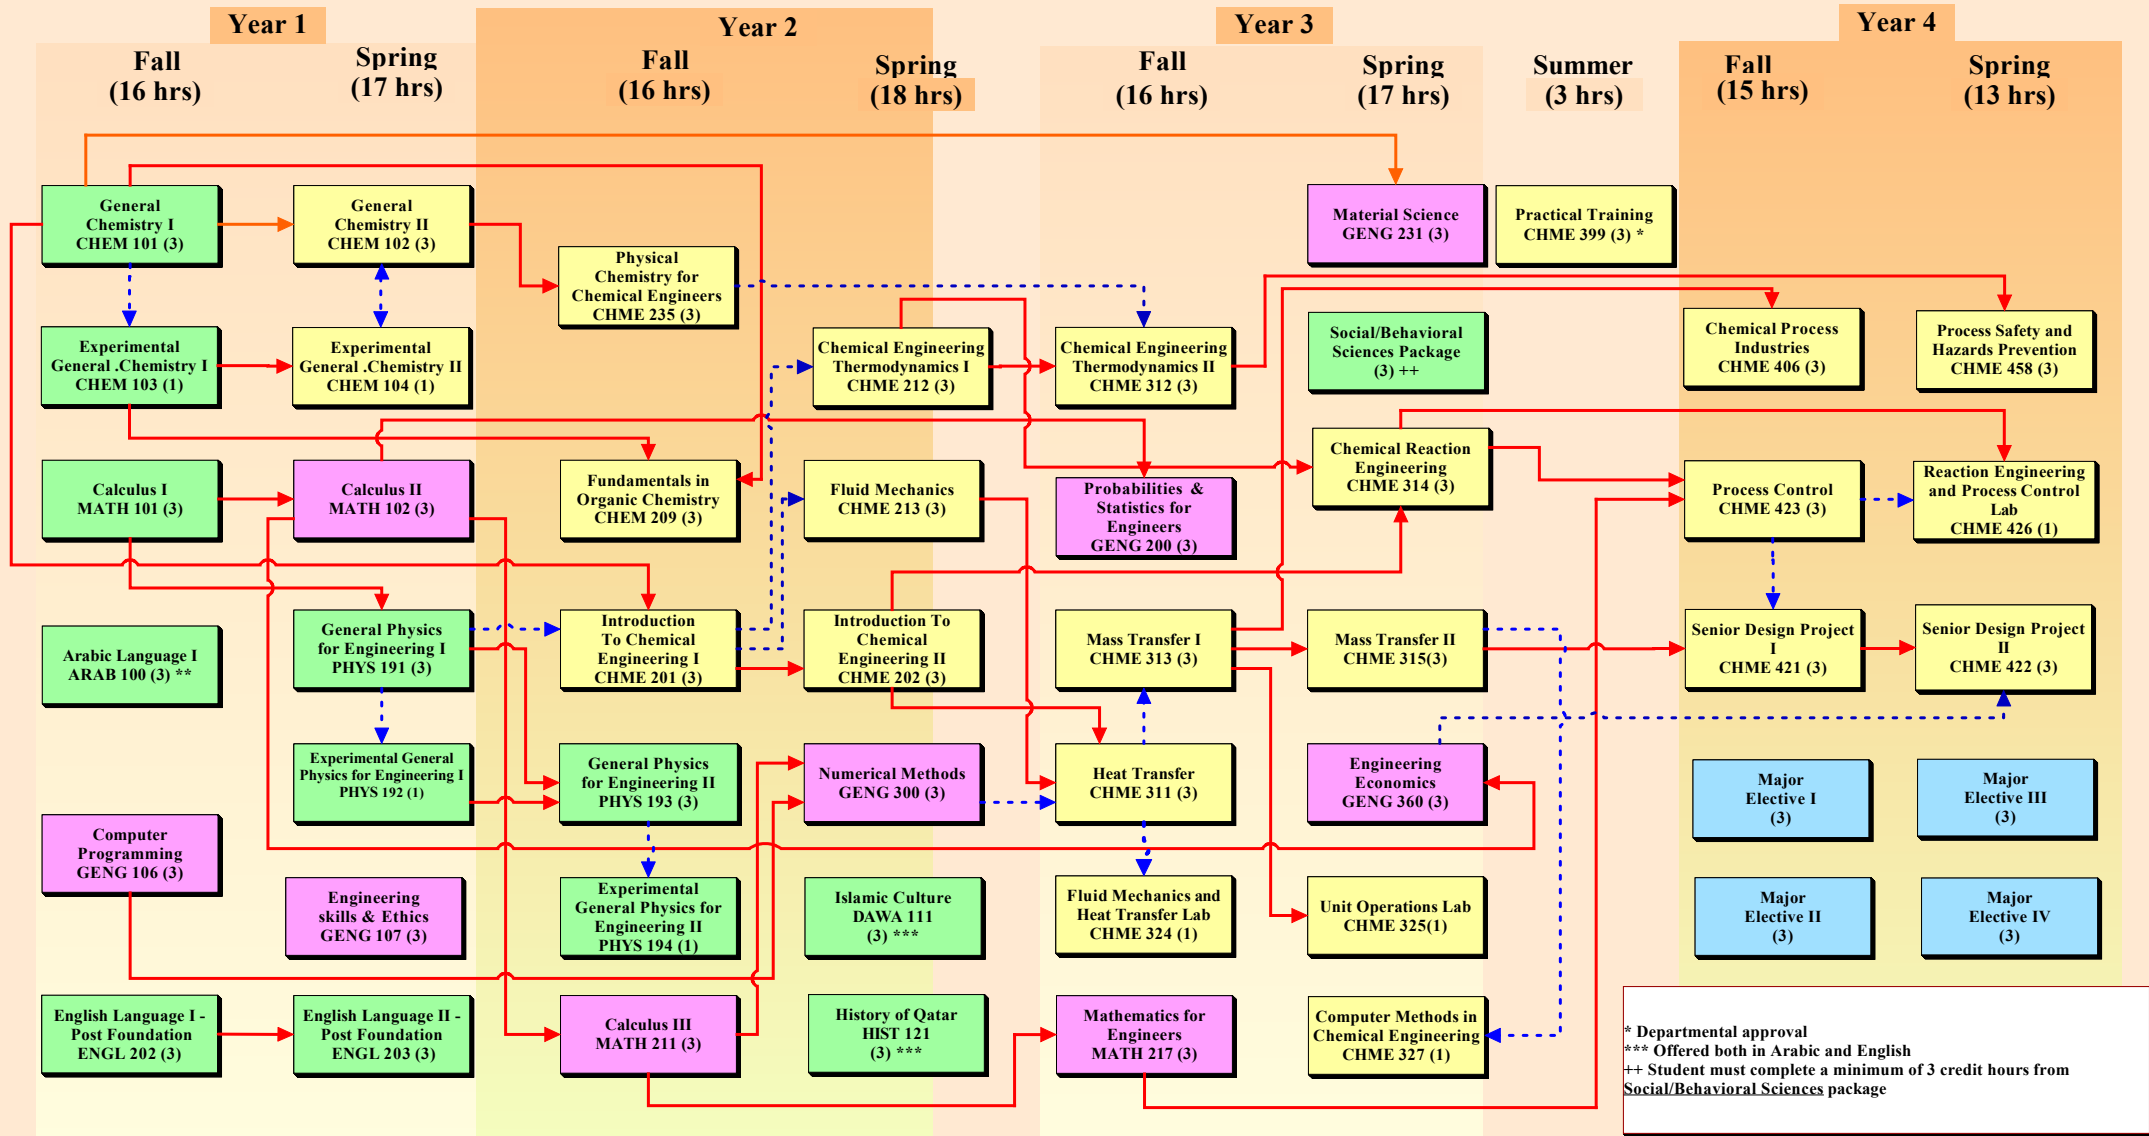 Year 1
Year 2
Year 3
Year 4
Fall
(16 hrs)
Spring
(17 hrs)
Fall
(16 hrs)
Spring
(18 hrs)
Fall
(16 hrs)
Spring
(17 hrs)
Summer
(3 hrs)
Fall
(15 hrs)
Spring
(13 hrs)
General
Chemistry I
CHEM 101 (3)
Experimental
General .Chemistry I
CHEM 103 (1)
Calculus I
MATH 101 (3)
Arabic Language I
ARAB 100 (3) **
Computer
Programming
GENG 106 (3)
English Language I -
Post Foundation
ENGL 202 (3)
General
Chemistry II
CHEM 102 (3)
Experimental
General .Chemistry II
CHEM 104 (1)
Calculus II
MATH 102 (3)
General Physics
for Engineering I
PHYS 191 (3)
Experimental General
Physics for Engineering I
PHYS 192 (1)
Engineering
skills & Ethics
GENG 107 (3)
English Language II -
Post Foundation
ENGL 203 (3)
Physical
Chemistry for
Chemical Engineers
CHME 235 (3)
Fundamentals in
Organic Chemistry
CHEM 209 (3)
Introduction
To Chemical
Engineering I
CHME 201 (3)
General Physics
for Engineering II
PHYS 193 (3)
Experimental
General Physics for
Engineering II
PHYS 194 (1)
Calculus III
MATH 211 (3)
Chemical Engineering
Thermodynamics I
CHME 212 (3)
Fluid Mechanics
CHME 213 (3)
Introduction To
Chemical
Engineering II
CHME 202 (3)
Numerical Methods
GENG 300 (3)
Islamic Culture
DAWA 111
(3) ***
History of Qatar
HIST 121
(3) ***
Chemical Engineering
Thermodynamics II
CHME 312 (3)
Probabilities &
Statistics for
Engineers
GENG 200 (3)
Mass Transfer I
CHME 313 (3)
Heat Transfer
CHME 311 (3)
Fluid Mechanics and
Heat Transfer Lab
CHME 324 (1)
Mathematics for
Engineers
MATH 217 (3)
Material Science
GENG 231 (3)
Social/Behavioral
Sciences Package
(3) ++
Chemical Reaction
Engineering
CHME 314 (3)
Mass Transfer II
CHME 315(3)
Engineering
Economics
GENG 360 (3)
Unit Operations Lab
CHME 325(1)
Computer Methods in
Chemical Engineering
CHME 327 (1)
Practical Training
CHME 399 (3) *
Chemical Process
Industries
CHME 406 (3)
Process Control
CHME 423 (3)
Senior Design Project
I
CHME 421 (3)
Major
Elective I
(3)
Major
Elective II
(3)
Process Safety and
Hazards Prevention
CHME 458 (3)
Reaction Engineering
and Process Control
Lab
CHME 426 (1)
Senior Design Project
II
CHME 422 (3)
Major
Elective III
(3)
Major
Elective IV
(3)
* Departmental approval
*** Offered both in Arabic and English
++ Student must complete a minimum of 3 credit hours from
Social/Behavioral Sciences package